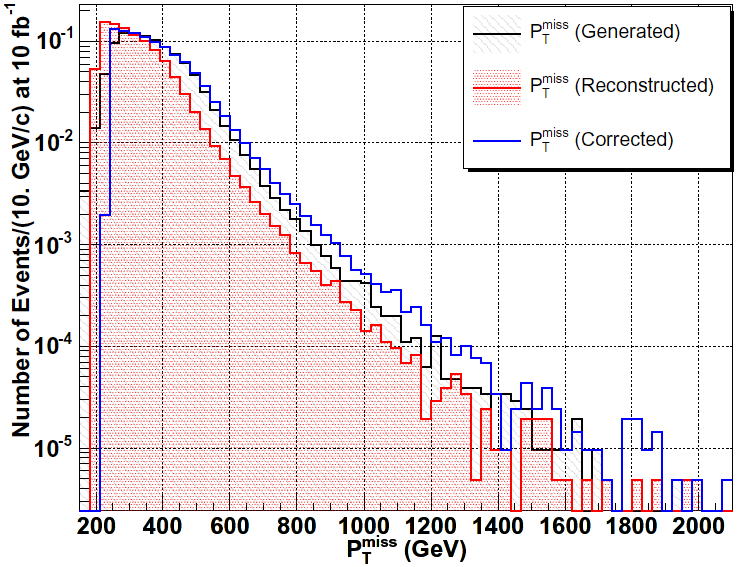 Number of Events/(10. GeV/c) at 10 fb⁻¹
10⁻¹
10⁻²
10⁻³
10⁻⁴
10⁻⁵
P_T^miss (Generated)
P_T^miss (Reconstructed)
P_T^miss (Corrected)
200 400 600 800 1000 1200 1400 1600 1800 2000
P_T^miss (GeV)